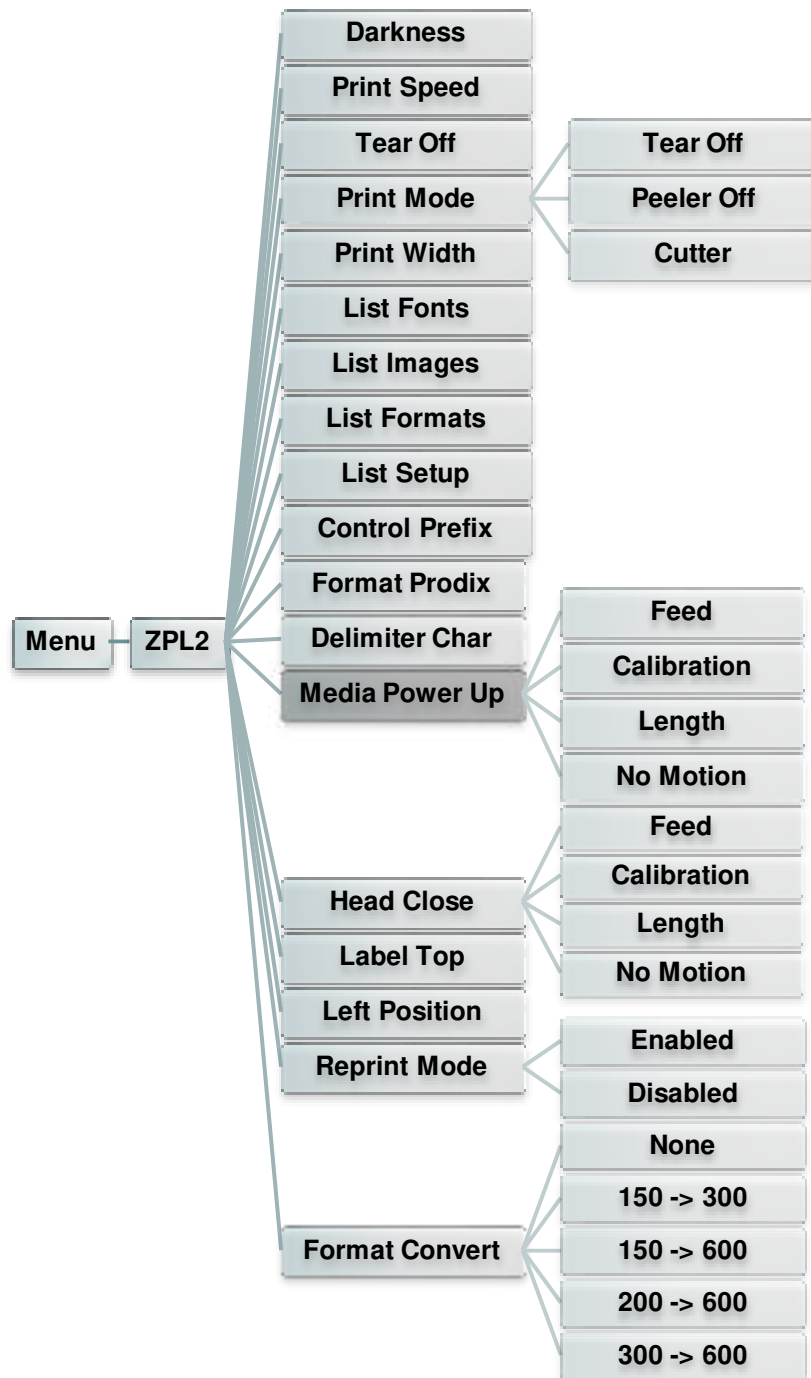 Menu
ZPL2
Darkness
Print Speed
Tear Off
Print Mode
Tear Off
Peeler Off
Cutter
Print Width
List Fonts
List Images
List Formats
List Setup
Control Prefix
Format Prodix
Delimiter Char
Media Power Up
Feed
Calibration
Length
No Motion
Head Close
Feed
Calibration
Length
No Motion
Label Top
Left Position
Reprint Mode
Enabled
Disabled
Format Convert
None
150 -> 300
150 -> 600
200 -> 600
300 -> 600